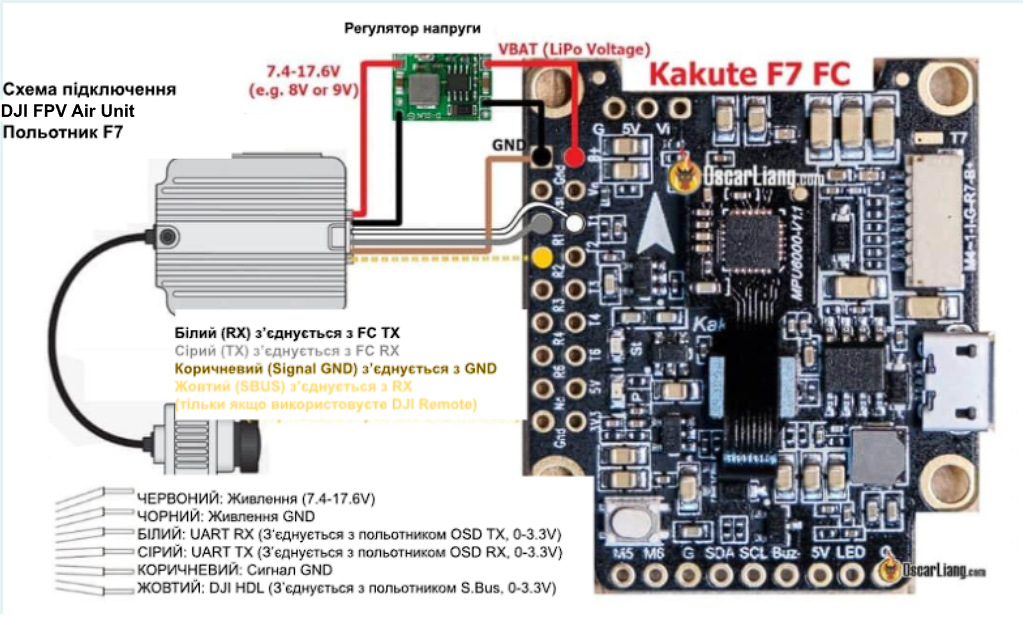 Регулятор напруги
VBAT (LiPo Voltage)
7.4-17.6V
(e.g. 8V or 9V)
Kakute F7 FC
Схема підключення
DJI FPV Air Unit
Польотник F7
GND
G 5V Vi
B+
Gnd
T7
OscarLiang.com
M4-1-I-G-R7-B+
T1
R1
T2
R2
T3
R3
T4
R4
T6
R6
5V
3V3
Gnd
St
Kak
MPU6000-V1.1
Білий (RX) з'єднується з FC TX
Сірий (TX) з'єднується з FC RX
Коричневий (Signal GND) з'єднується з GND
Жовтий (SBUS) з'єднується з RX
(тільки якщо використовуєте DJI Remote)
ЧЕРВОНИЙ: Живлення (7.4-17.6V)
ЧОРНИЙ: Живлення GND
БІЛИЙ: UART RX (З'єднується з польотником OSD TX, 0-3.3V)
СІРИЙ: UART TX (З'єднується з польотником OSD RX, 0-3.3V)
КОРИЧНЕВИЙ: Сигнал GND
ЖОВТИЙ: DJI HDL (З'єднується з польотником S.Bus, 0-3.3V)
M5 M6 G SDA SCL Buz- 5V LED
OscarLiang.com